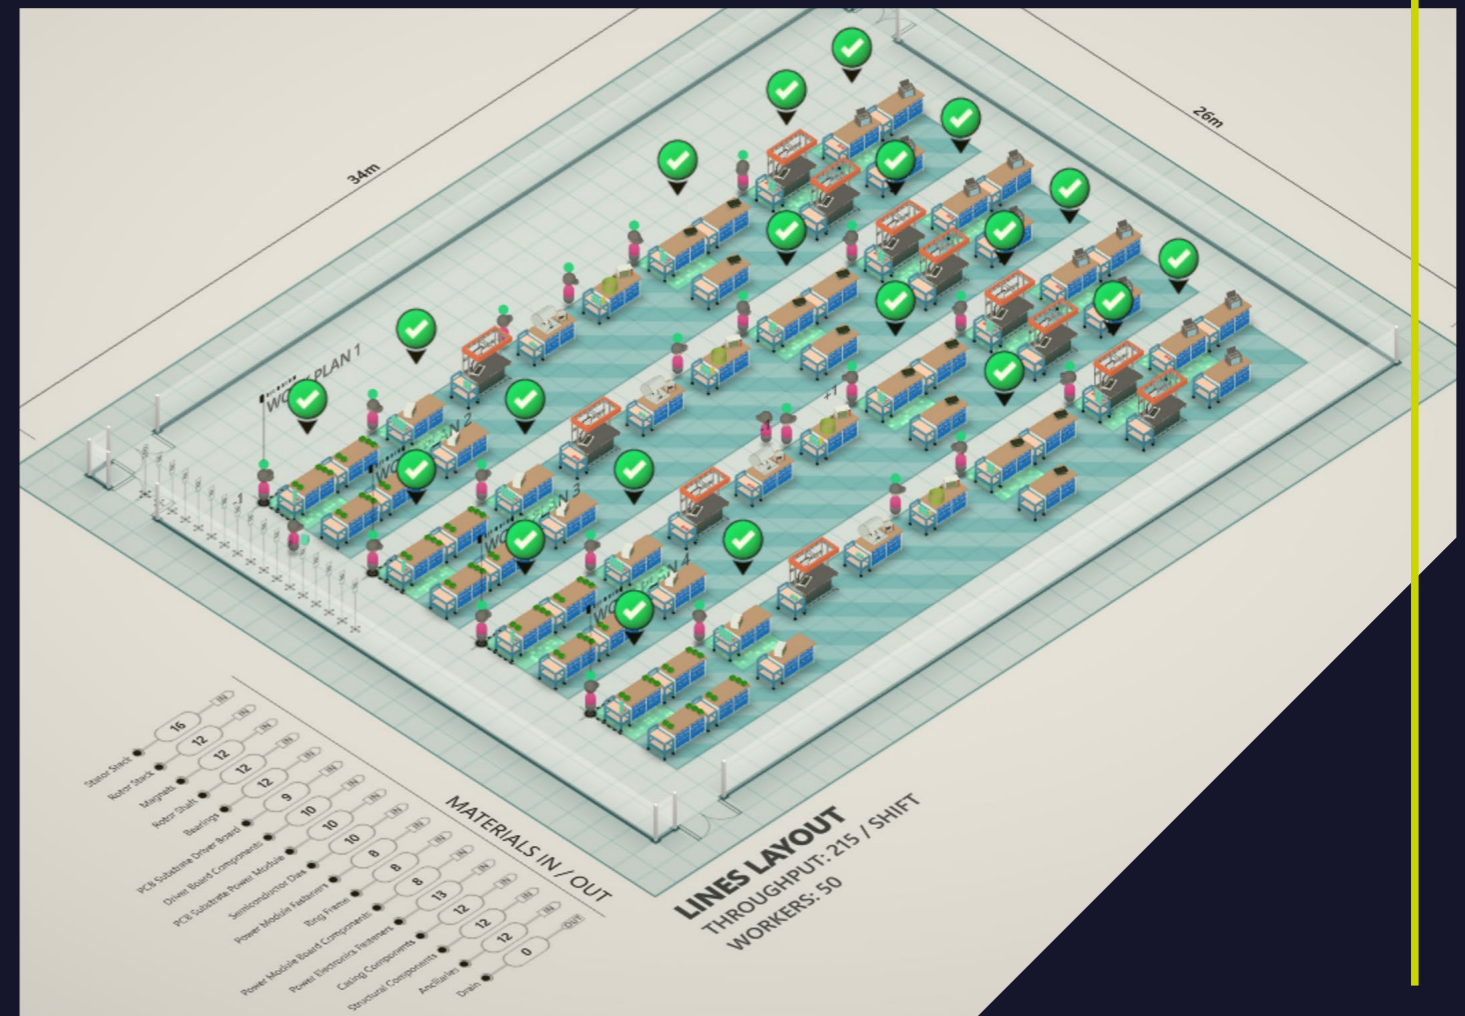 34m
26m
WORKPLAN 1
-1
+1
MATERIALS IN / OUT
Stator Stack 16 IN
Rotor Stack 12 IN
Magnets 12 IN
Rotor Shaft 12 IN
Bearings 12 IN
PCB Substrate Driver Board 9 IN
Driver Board Components 10 IN
PCB Substrate Power Module 10 IN
Semiconductor Dies 10 IN
Power Module Fasteners 8 IN
Ring Frame 8 IN
Power Module Board Components 8 IN
Power Electronics Fasteners 13 IN
Casing Components 12 IN
Structural Components 12 IN
Ancillaries 12 IN
Drain 0 OUT
LINES LAYOUT
THROUGHPUT: 215 / SHIFT
WORKERS: 50